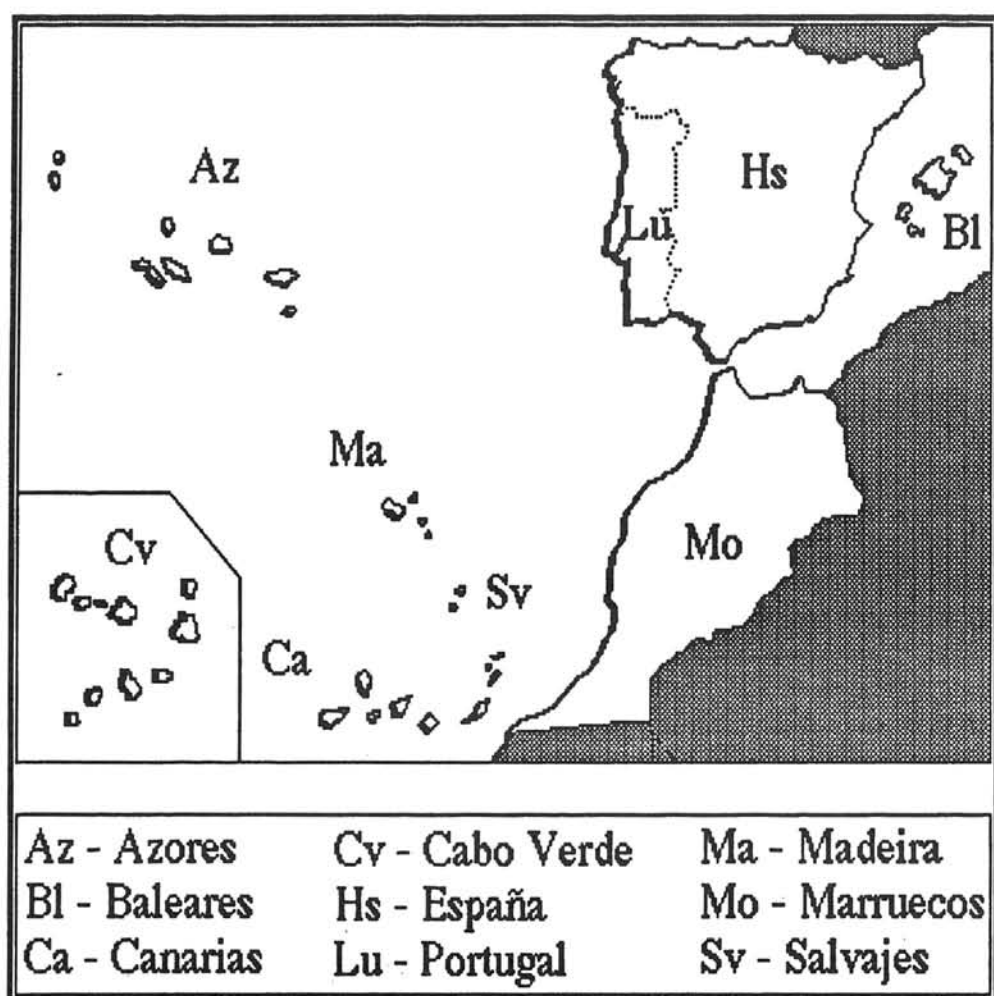 Az
Hs
Lu
Bl
Ma
Cv
Mo
Sv
Ca
Az - Azores
Cv - Cabo Verde
Ma - Madeira
Bl - Baleares
Hs - España
Mo - Marruecos
Ca - Canarias
Lu - Portugal
Sv - Salvajes